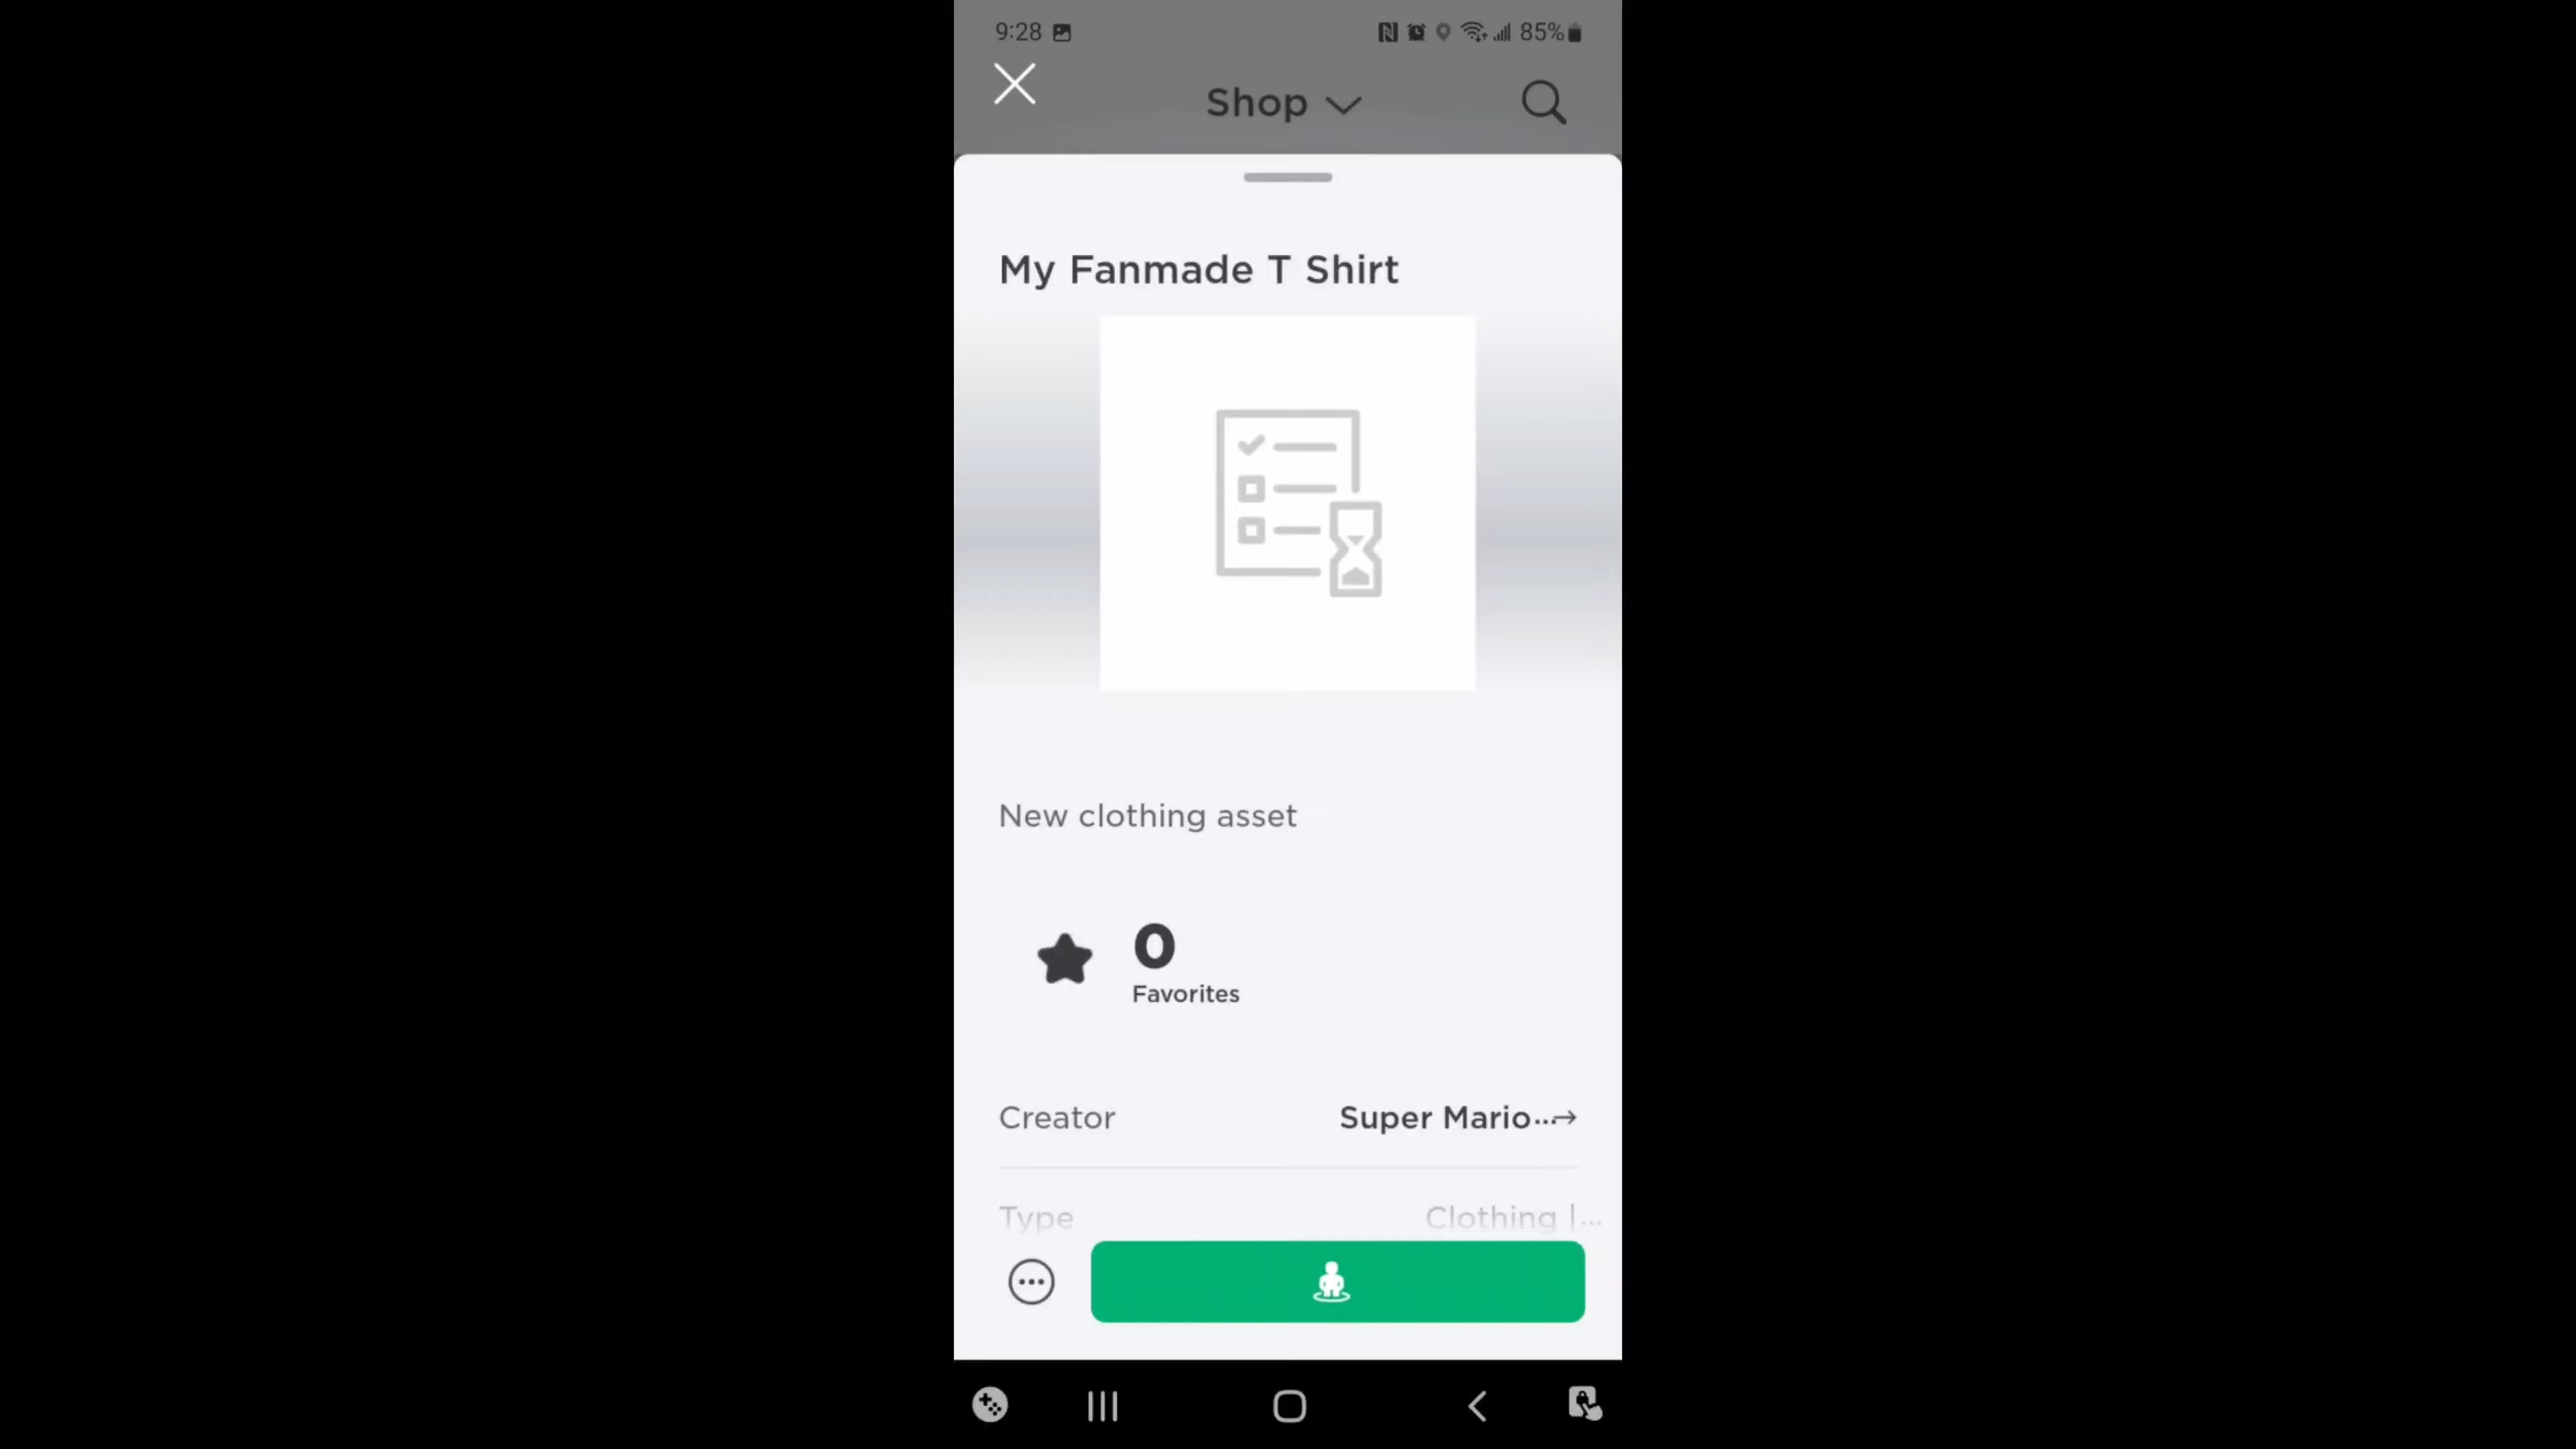 9:28
85%
Shop
My Fanmade T Shirt
New clothing asset
0
Favorites
Creator
Super Mario...→
Type
Clothing |...